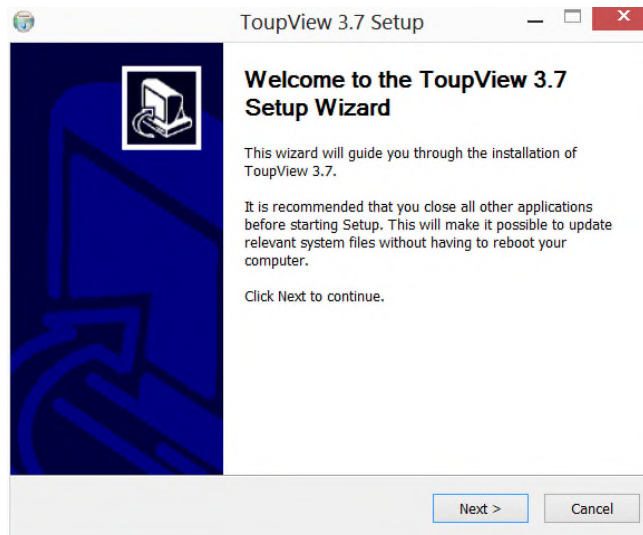 ToupView 3.7 Setup
Welcome to the ToupView 3.7
Setup Wizard
This wizard will guide you through the installation of
ToupView 3.7.
It is recommended that you close all other applications
before starting Setup. This will make it possible to update
relevant system files without having to reboot your
computer.
Click Next to continue.
Next >
Cancel